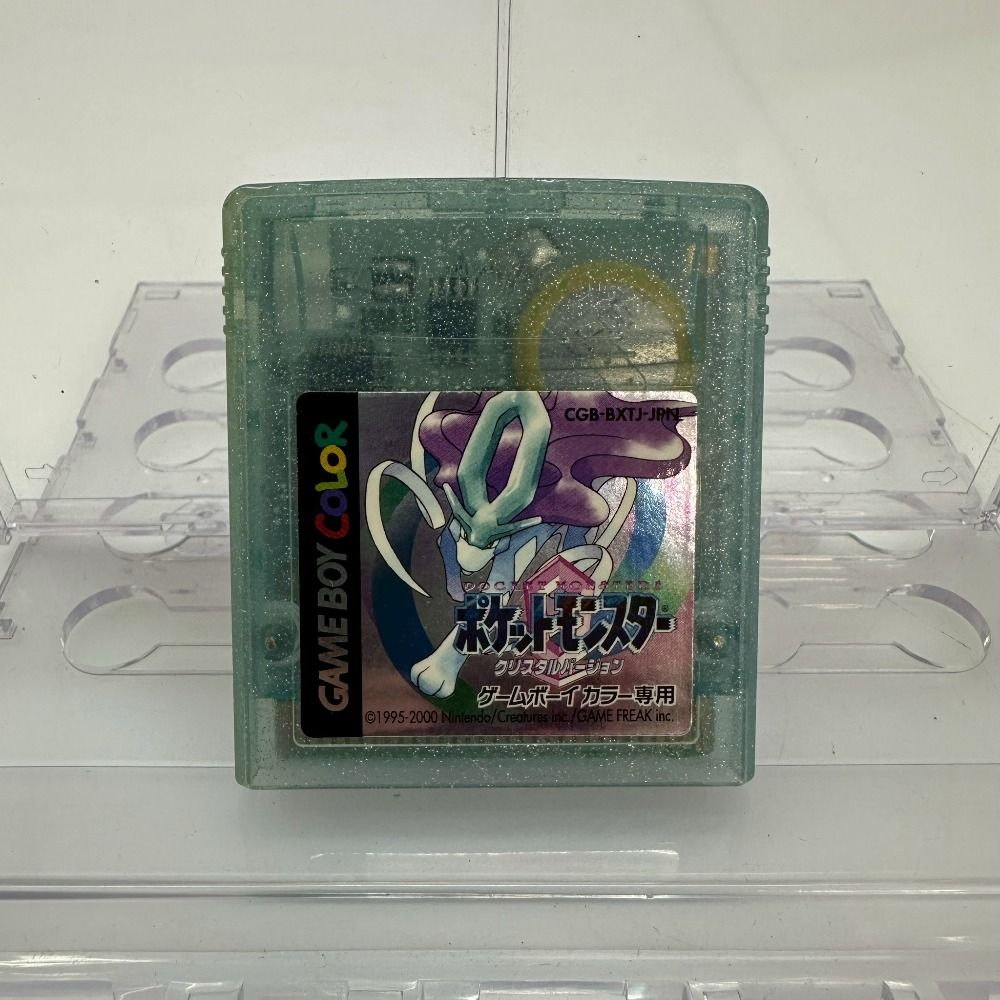 GAME BOY COLOR
CGB-BXTJ-JPN
POCKET MONSTERS
ポケットモンスター®
クリスタルバージョン
ゲームボーイカラー専用
©1995-2000 Nintendo/Creatures inc./GAME FREAK inc.